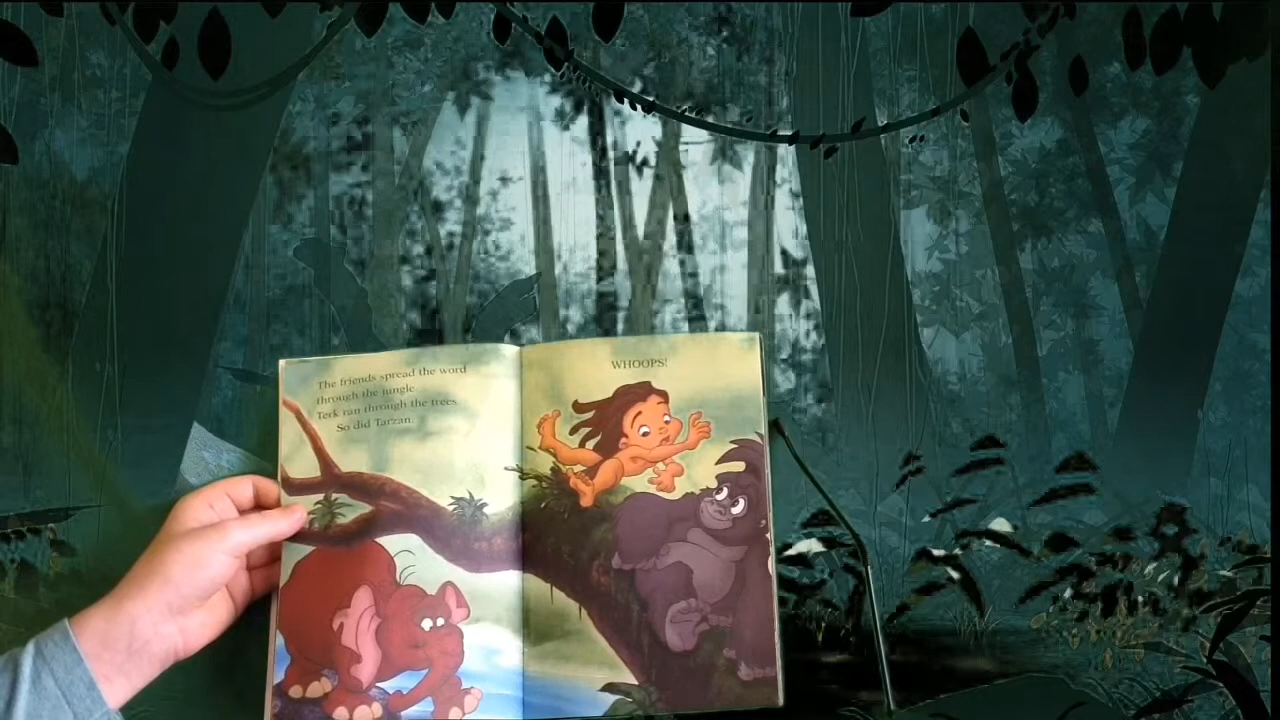 The friends spread the word
through the jungle.
Terk ran through the trees.
So did Tarzan.
WHOOPS!